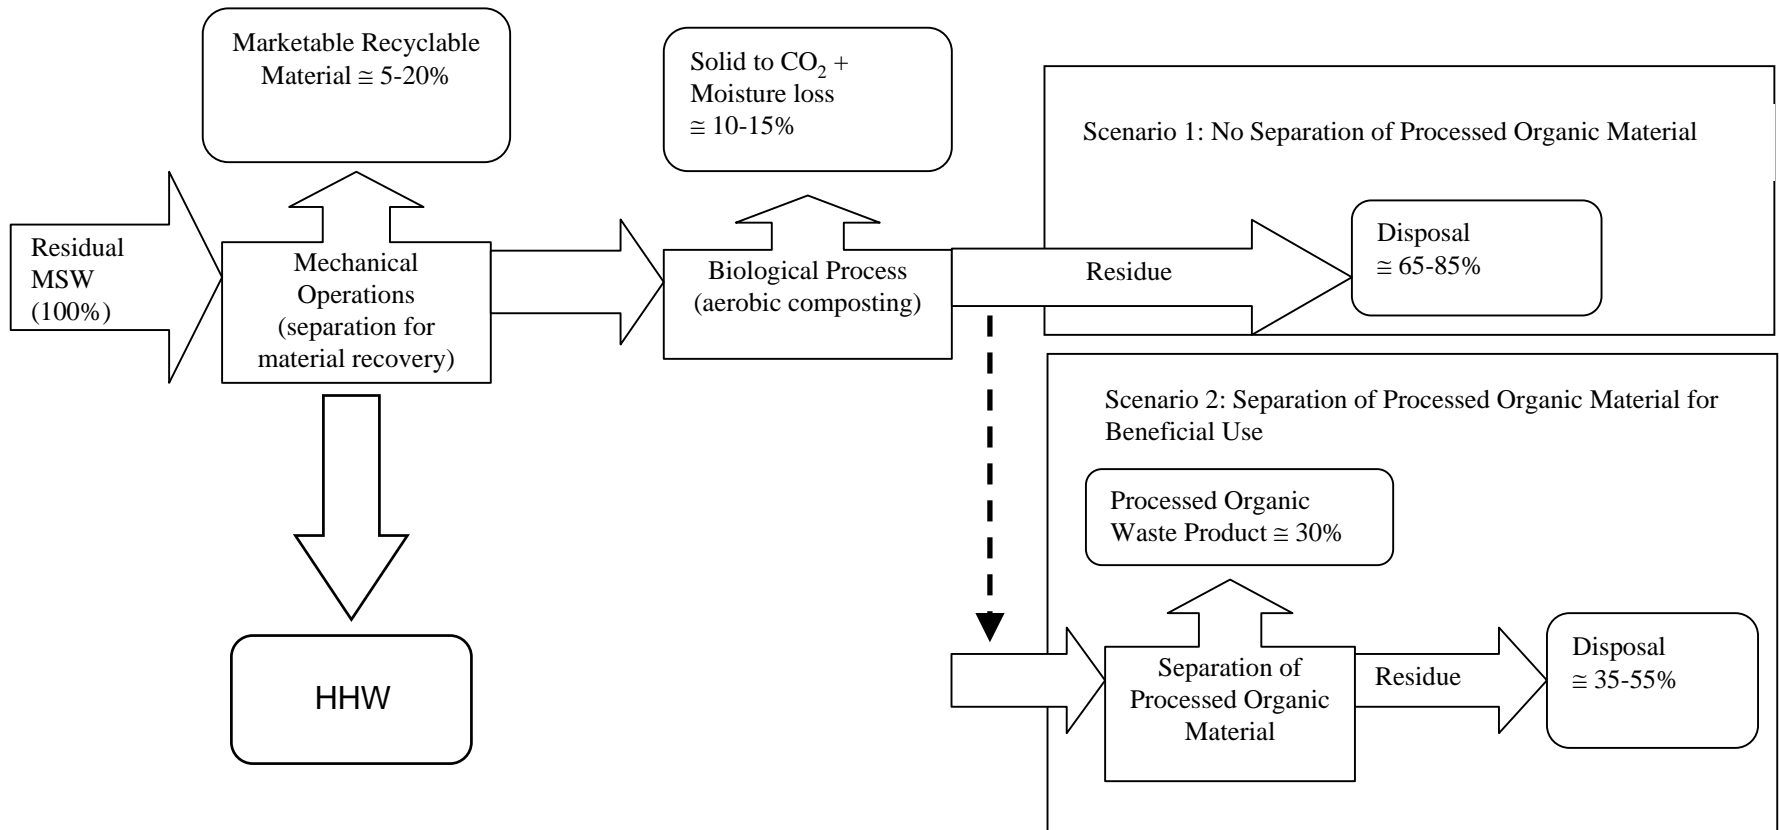 Marketable Recyclable
Material ≅ 5-20%
Solid to CO₂ +
Moisture loss
≅ 10-15%
Scenario 1: No Separation of Processed Organic Material
Residual
MSW
(100%)
Mechanical
Operations
(separation for
material recovery)
Biological Process
(aerobic composting)
Residue
Disposal
≅ 65-85%
Scenario 2: Separation of Processed Organic Material for
Beneficial Use
Processed Organic
Waste Product ≅ 30%
HHW
Separation of
Processed Organic
Material
Residue
Disposal
≅ 35-55%